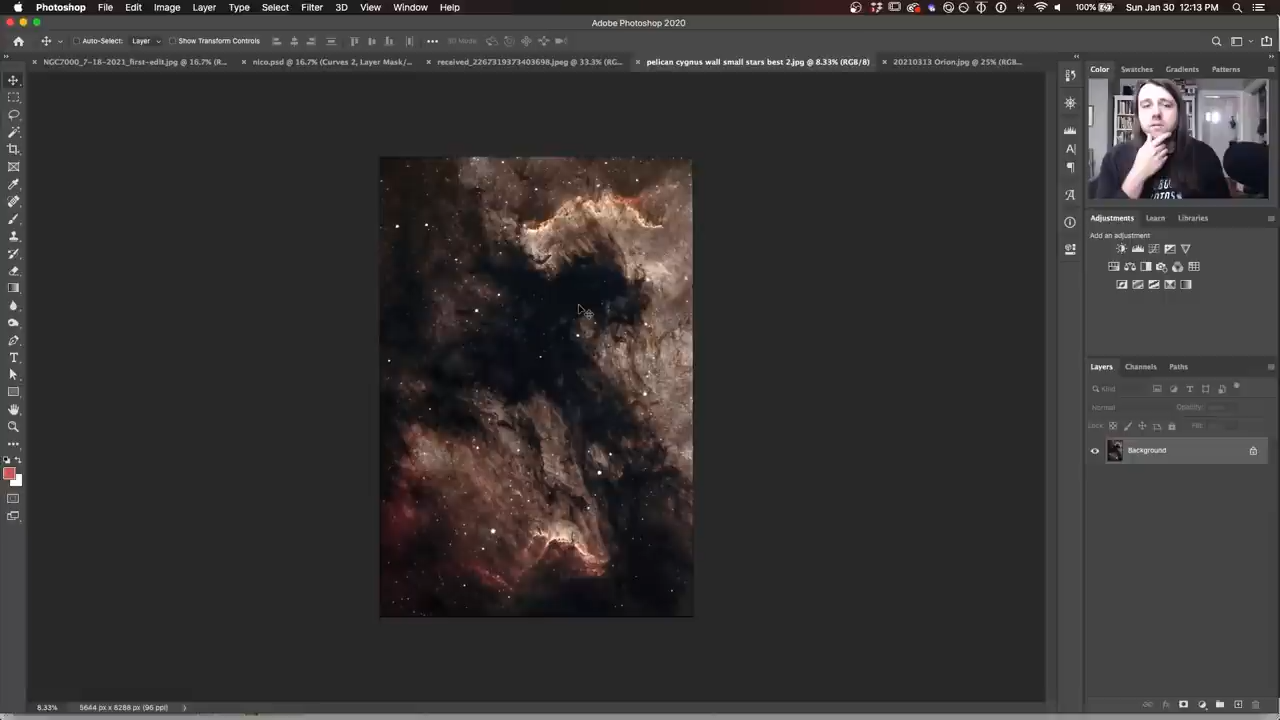 Photoshop File Edit Image Layer Type Select Filter 3D View Window Help 100% Sun Jan 30 12:13 PM
Adobe Photoshop 2020
Auto-Select: Layer Show Transform Controls 3D Mode:
NGC7000_7-18-2021_first-edit.jpg @ 16.7% (R... nico.psd @ 16.7% (Curves 2, Layer Mask/... received_2267319373403698.jpeg @ 33.3% (RG... pelican cygnus wall small stars best 2.jpg @ 8.33% (RGB/8) 20210313 Orion.jpg @ 25% (RGB...
Color Swatches Gradients Patterns
Adjustments Learn Libraries
Add an adjustment
Layers Channels Paths
Kind
Normal Opacity:
Lock: Fill:
Background
8.33% 5644 px x 8288 px (96 ppi)